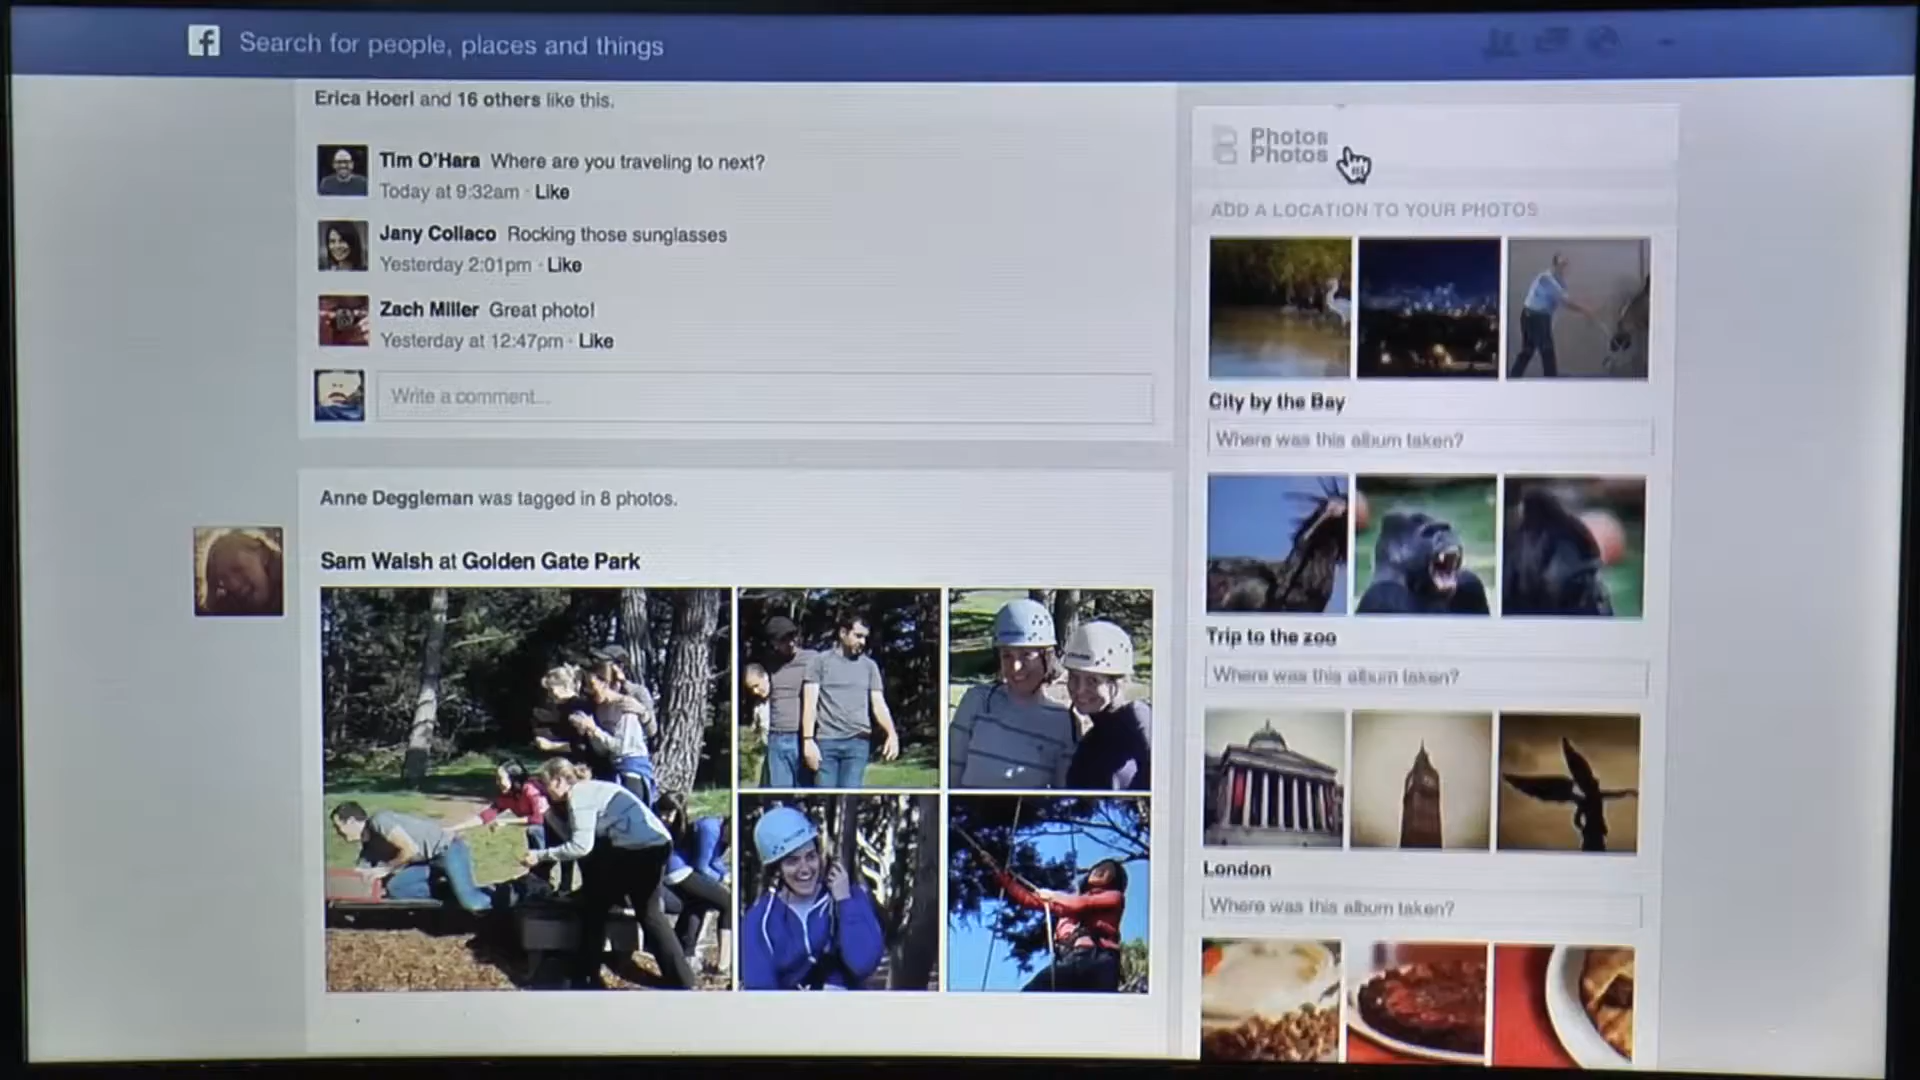 f Search for people, places and things
Erica Hoerl and 16 others like this.
Tim O'Hara Where are you traveling to next?
Today at 9:32am · Like
Jany Collaco Rocking those sunglasses
Yesterday 2:01pm · Like
Zach Miller Great photo!
Yesterday at 12:47pm · Like
Write a comment...
Anne Deggleman was tagged in 8 photos.
Sam Walsh at Golden Gate Park
Photos
Photos
ADD A LOCATION TO YOUR PHOTOS
City by the Bay
Where was this album taken?
Trip to the zoo
Where was this album taken?
London
Where was this album taken?